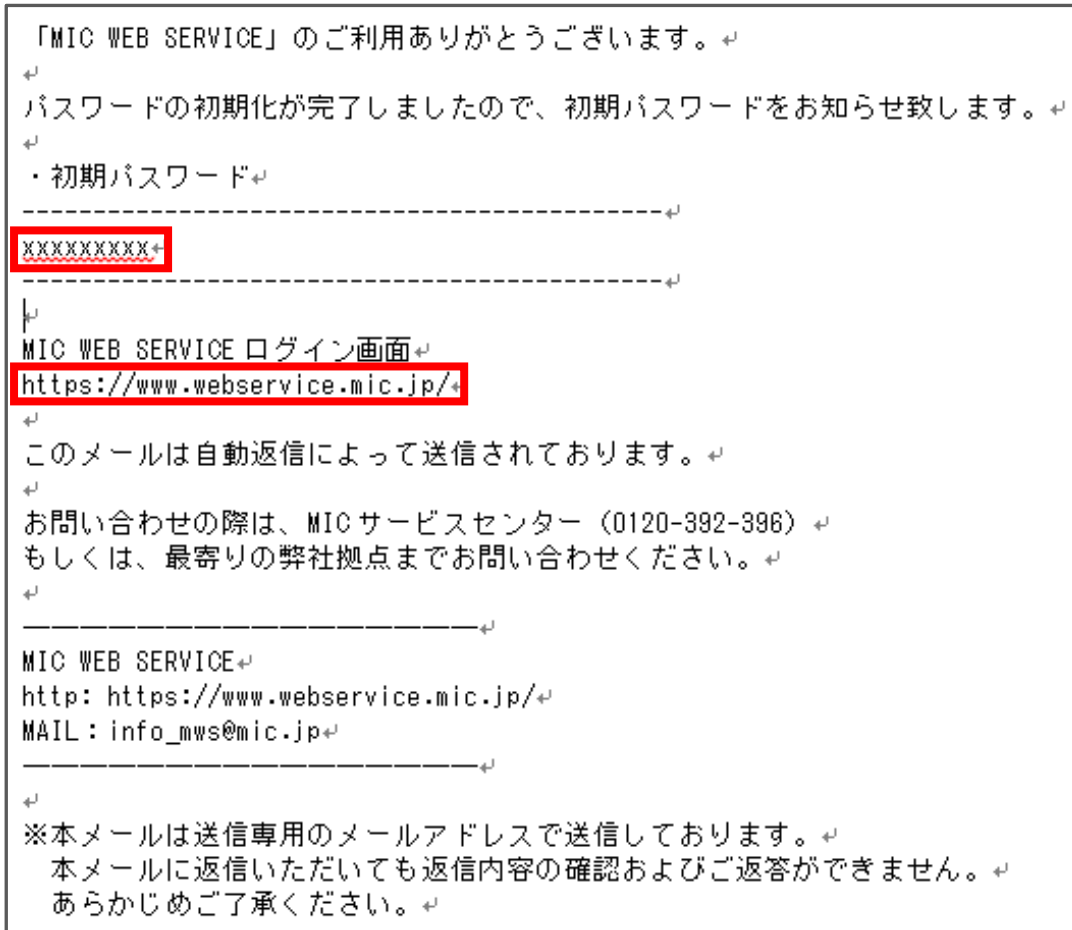 「MIC WEB SERVICE」のご利用ありがとうございます。↵
↵
パスワードの初期化が完了しましたので、初期パスワードをお知らせ致します。↵
↵
・初期パスワード↵
---------------------------------------------↵
xxxxxxxxx↵
---------------------------------------------↵
↵
MIC WEB SERVICE ログイン画面↵
https://www.webservice.mic.jp/↵
↵
このメールは自動返信によって送信されております。↵
↵
お問い合わせの際は、MIC サービスセンター（0120-392-396）↵
もしくは、最寄りの弊社拠点までお問い合わせください。↵
↵
――――――――――――――――↵
MIC WEB SERVICE↵
http: https://www.webservice.mic.jp/↵
MAIL：info_mws@mic.jp↵
――――――――――――――――↵
↵
※本メールは送信専用のメールアドレスで送信しております。↵
　本メールに返信いただいても返信内容の確認およびご返答ができません。↵
　あらかじめご了承ください。↵